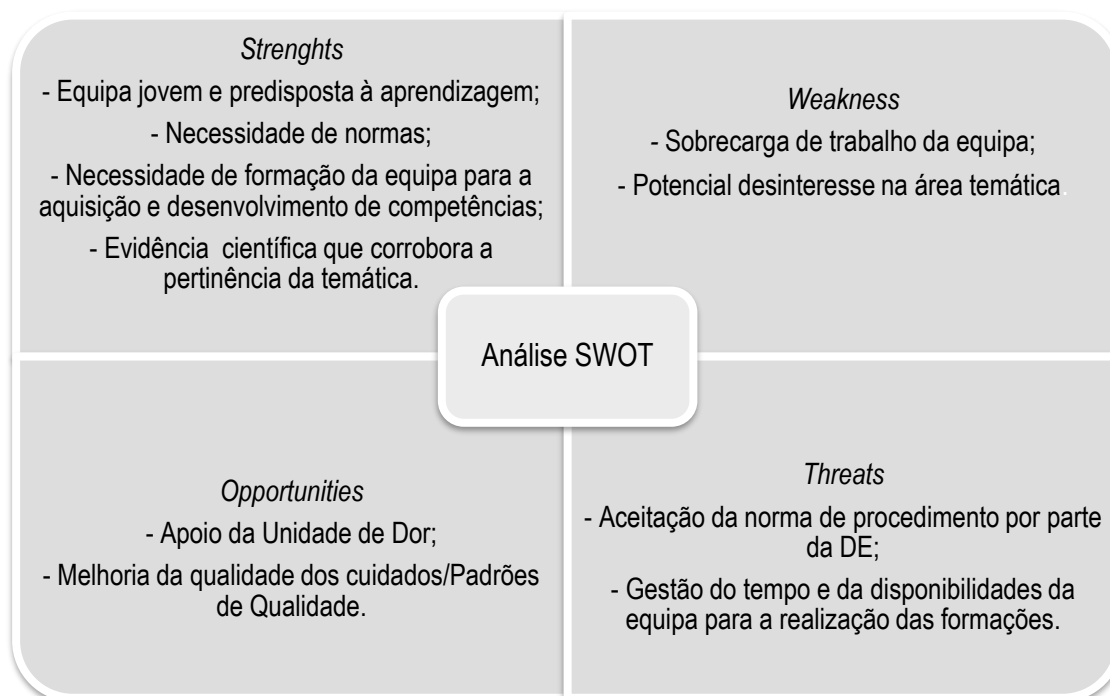 Strenghts
- Equipa jovem e predisposta à aprendizagem;
- Necessidade de normas;
- Necessidade de formação da equipa para a
aquisição e desenvolvimento de competências;
- Evidência científica que corrobora a
pertinência da temática.
Weakness
- Sobrecarga de trabalho da equipa;
- Potencial desinteresse na área temática.
Análise SWOT
Opportunities
- Apoio da Unidade de Dor;
- Melhoria da qualidade dos cuidados/Padrões
de Qualidade.
Threats
- Aceitação da norma de procedimento por parte
da DE;
- Gestão do tempo e da disponibilidades da
equipa para a realização das formações.